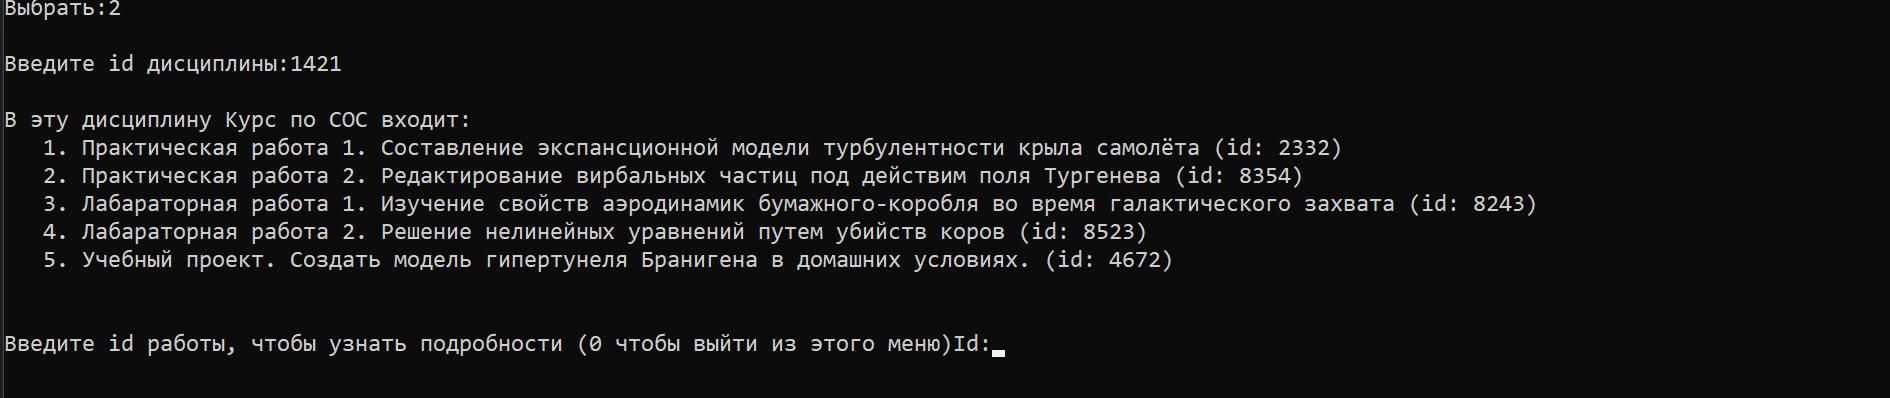 Выбрать:2
Введите id дисциплины:1421
В эту дисциплину Курс по СОС входит:
1. Практическая работа 1. Составление экспансионной модели турбулентности крыла самолёта (id: 2332)
2. Практическая работа 2. Редактирование вирбальных частиц под действим поля Тургенева (id: 8354)
3. Лабараторная работа 1. Изучение свойств аэродинамик бумажного-коробля во время галактического захвата (id: 8243)
4. Лабараторная работа 2. Решение нелинейных уравнений путем убийств коров (id: 8523)
5. Учебный проект. Создать модель гипертунеля Бранигена в домашних условиях. (id: 4672)
Введите id работы, чтобы узнать подробности (0 чтобы выйти из этого меню)Id: